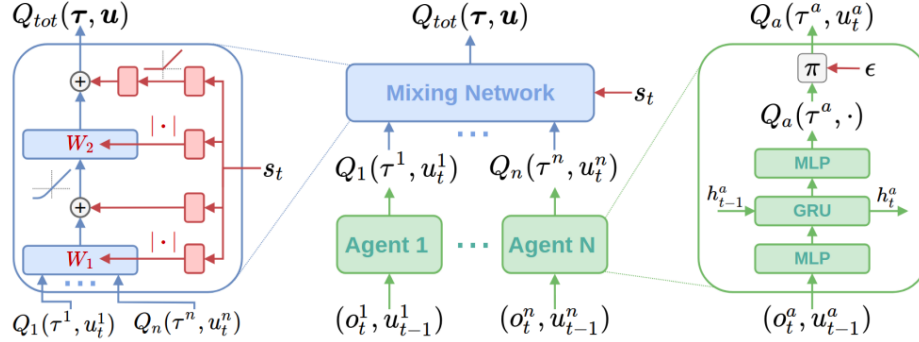 Q_{tot}(τ, u)
+
| · |
W_2
s_t
+
| · |
W_1
Q_1(τ^1, u_t^1)
Q_n(τ^n, u_t^n)
Q_{tot}(τ, u)
Mixing Network
s_t
Q_1(τ^1, u_t^1)
Q_n(τ^n, u_t^n)
Agent 1
Agent N
(o_t^1, u_{t-1}^1)
(o_t^n, u_{t-1}^n)
Q_a(τ^a, u_t^a)
π
ϵ
Q_a(τ^a, ·)
MLP
h_{t-1}^a
GRU
h_t^a
MLP
(o_t^a, u_{t-1}^a)